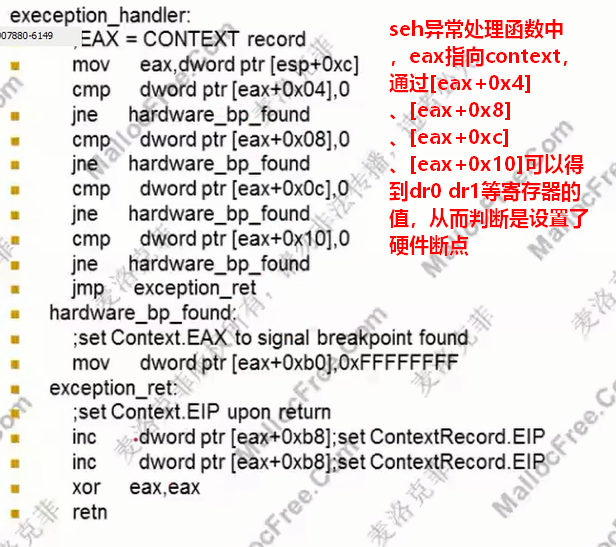 exeception_handler:
007880-6149
;EAX = CONTEXT record
mov eax,dword ptr [esp+0xc]
cmp dword ptr [eax+0x04],0
jne hardware_bp_found
cmp dword ptr [eax+0x08],0
jne hardware_bp_found
cmp dword ptr [eax+0x0c],0
jne hardware_bp_found
cmp dword ptr [eax+0x10],0
jne hardware_bp_found
jmp exception_ret
hardware_bp_found:
;set Context.EAX to signal breakpoint found
mov dword ptr [eax+0xb0],0xFFFFFFFF
exception_ret:
;set Context.EIP upon return
inc dword ptr [eax+0xb8];set ContextRecord.EIP
inc dword ptr [eax+0xb8];set ContextRecord.EIP
xor eax,eax
retn
seh异常处理函数中
，eax指向context，
通过[eax+0x4]
、[eax+0x8]
、[eax+0xc]
、[eax+0x10]可以得
到dr0 dr1等寄存器的
值，从而判断是设置了
硬件断点
麦洛克菲
MallocFree.Com